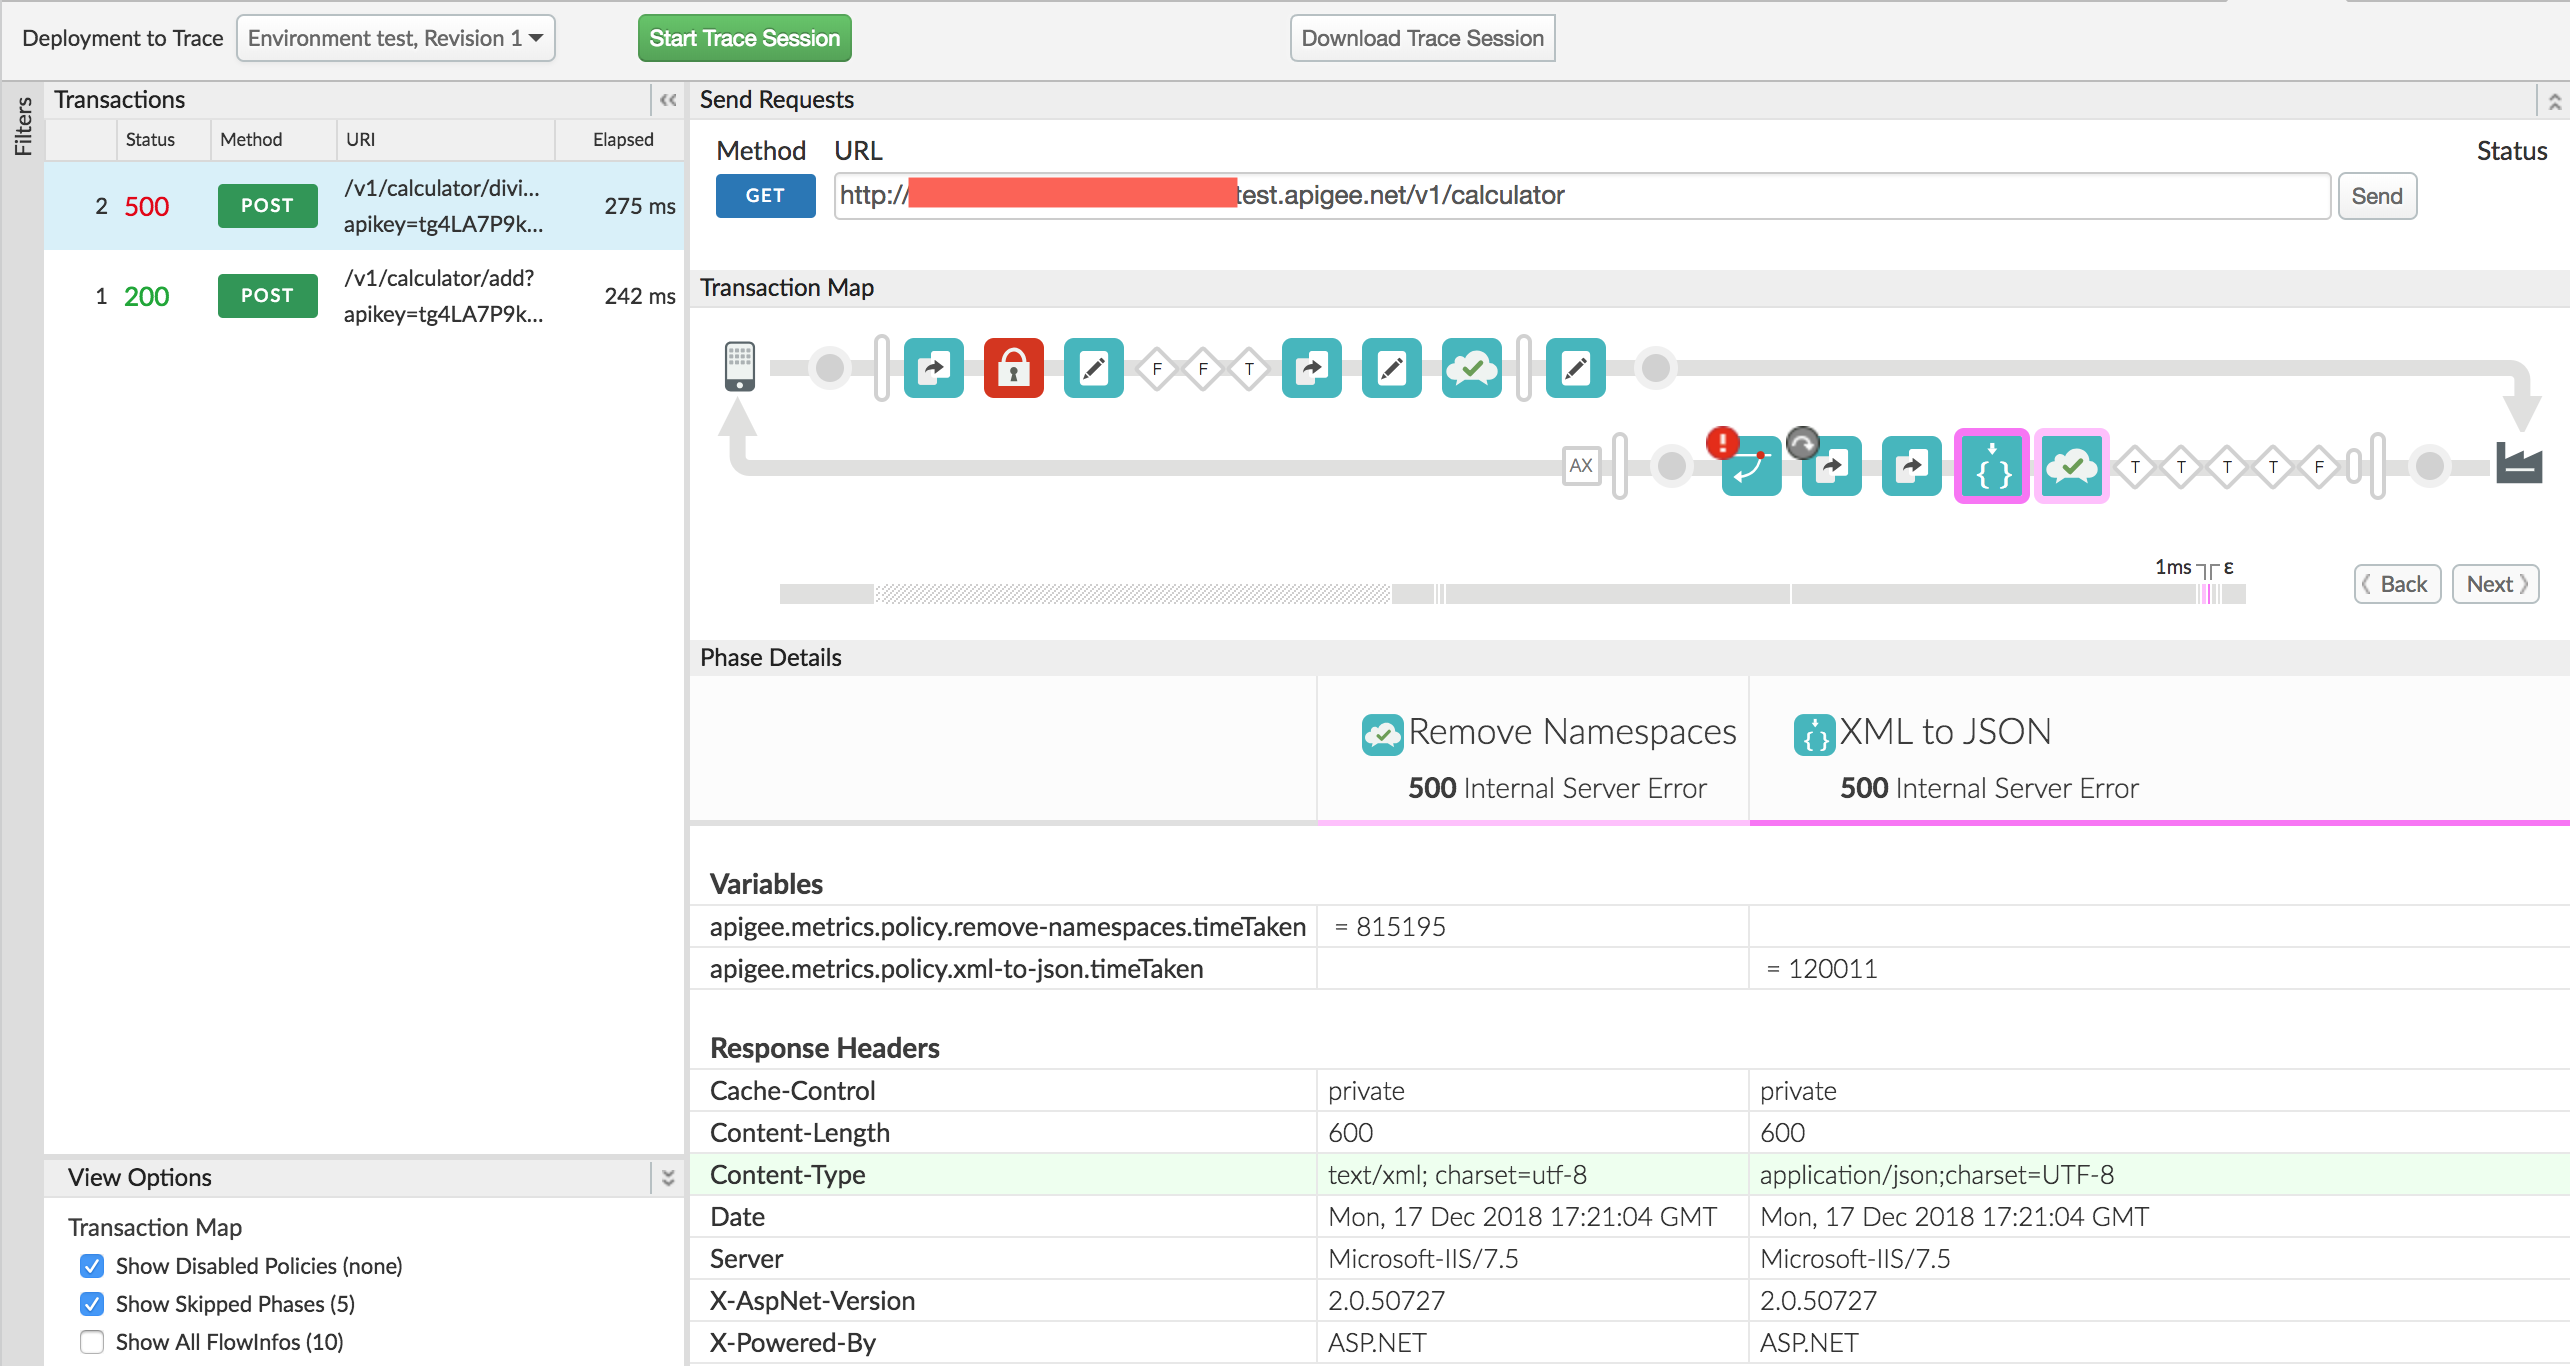 Deployment to Trace Environment test, Revision 1 Start Trace Session Download Trace Session
Filters
Transactions
Status Method URI Elapsed
2 500 POST /v1/calculator/divi... 275 ms
apikey=tg4LA7P9k...
1 200 POST /v1/calculator/add? 242 ms
apikey=tg4LA7P9k...
View Options
Transaction Map
Show Disabled Policies (none)
Show Skipped Phases (5)
Show All FlowInfos (10)
Send Requests
Method URL Status
GET http:// test.apigee.net/v1/calculator Send
Transaction Map
F F T
AX { } T T T T F
1ms ε
Back Next
Phase Details
Remove Namespaces { } XML to JSON
500 Internal Server Error 500 Internal Server Error
Variables
apigee.metrics.policy.remove-namespaces.timeTaken = 815195
apigee.metrics.policy.xml-to-json.timeTaken = 120011
Response Headers
Cache-Control private private
Content-Length 600 600
Content-Type text/xml; charset=utf-8 application/json;charset=UTF-8
Date Mon, 17 Dec 2018 17:21:04 GMT Mon, 17 Dec 2018 17:21:04 GMT
Server Microsoft-IIS/7.5 Microsoft-IIS/7.5
X-AspNet-Version 2.0.50727 2.0.50727
X-Powered-By ASP.NET ASP.NET